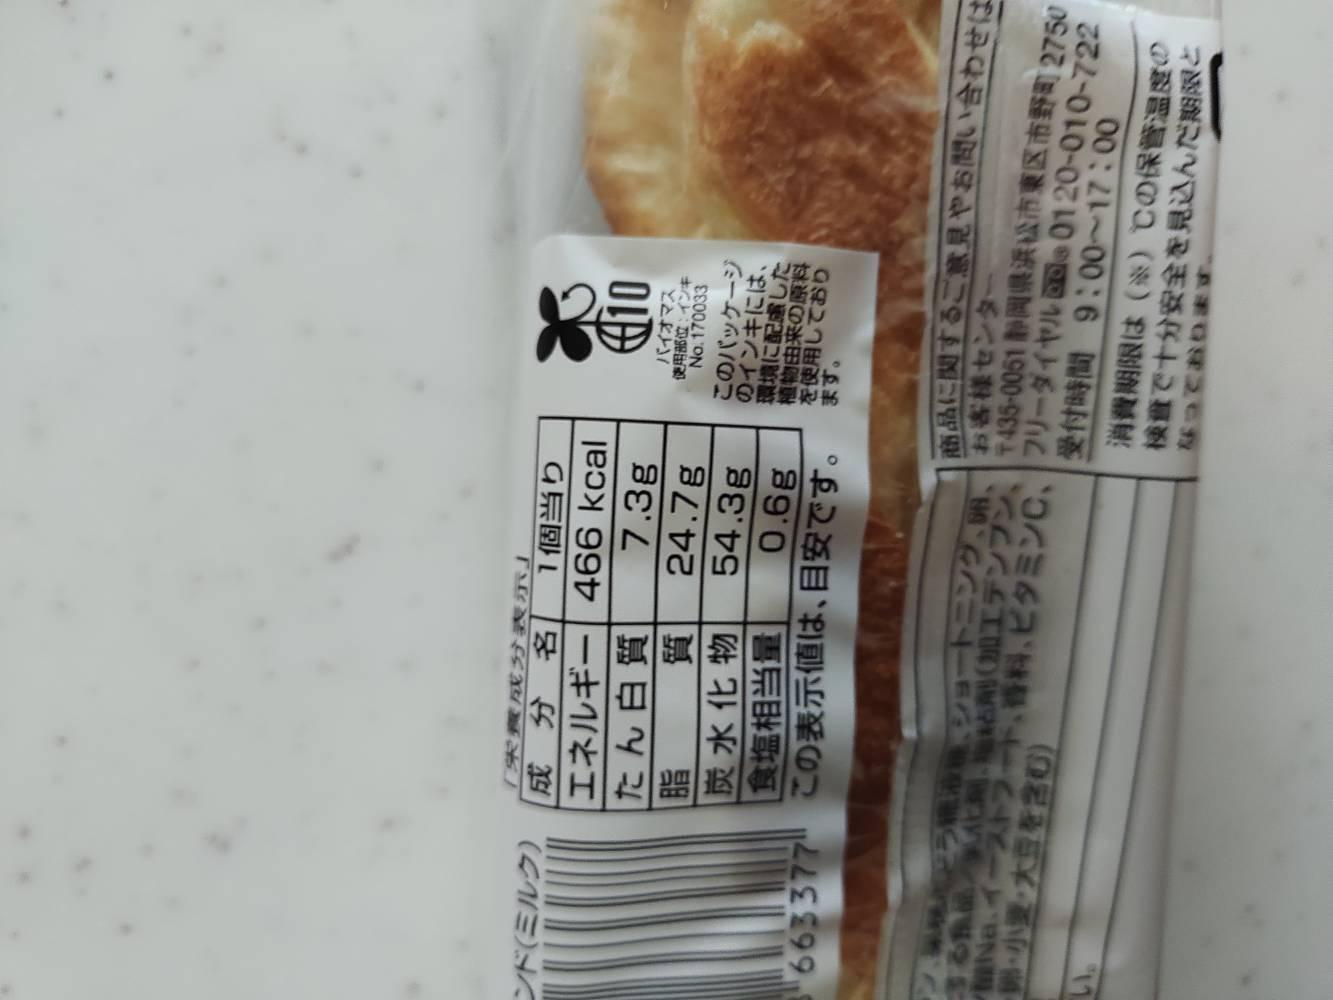 ンド(ミルク)
663377
「栄養成分表示」
成分名 1個当り
エネルギー 466 kcal
たん白質 7.3g
脂質 24.7g
炭水化物 54.3g
食塩相当量 0.6g
この表示値は、目安です。
10
バイオマス
使用部位:インキ
No.170033
このパッケージ
のインキには、
環境に配慮した
植物由来の原料
を使用しており
ます。
ショートニング、卵、
(加工デンプン、
Na、イーストフード、香料、ビタミンC、
卵・小麦・大豆を含む)
い。
商品に関するご意見やお問い合わせは
お客様センター
〒435-0051 静岡県浜松市東区市野町2750
フリーダイヤル 0120-010-722
受付時間 9:00~17:00
消費期限は(※)℃の保管温度の
検査で十分安全を見込んだ期限と
なっております。